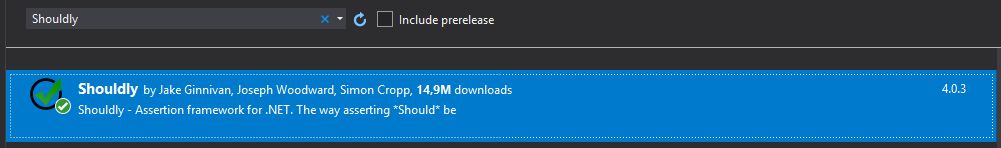 Shouldly
Include prerelease
Shouldly by Jake Ginnivan, Joseph Woodward, Simon Cropp, 14,9M downloads
4.0.3
Shouldly - Assertion framework for .NET. The way asserting *Should* be